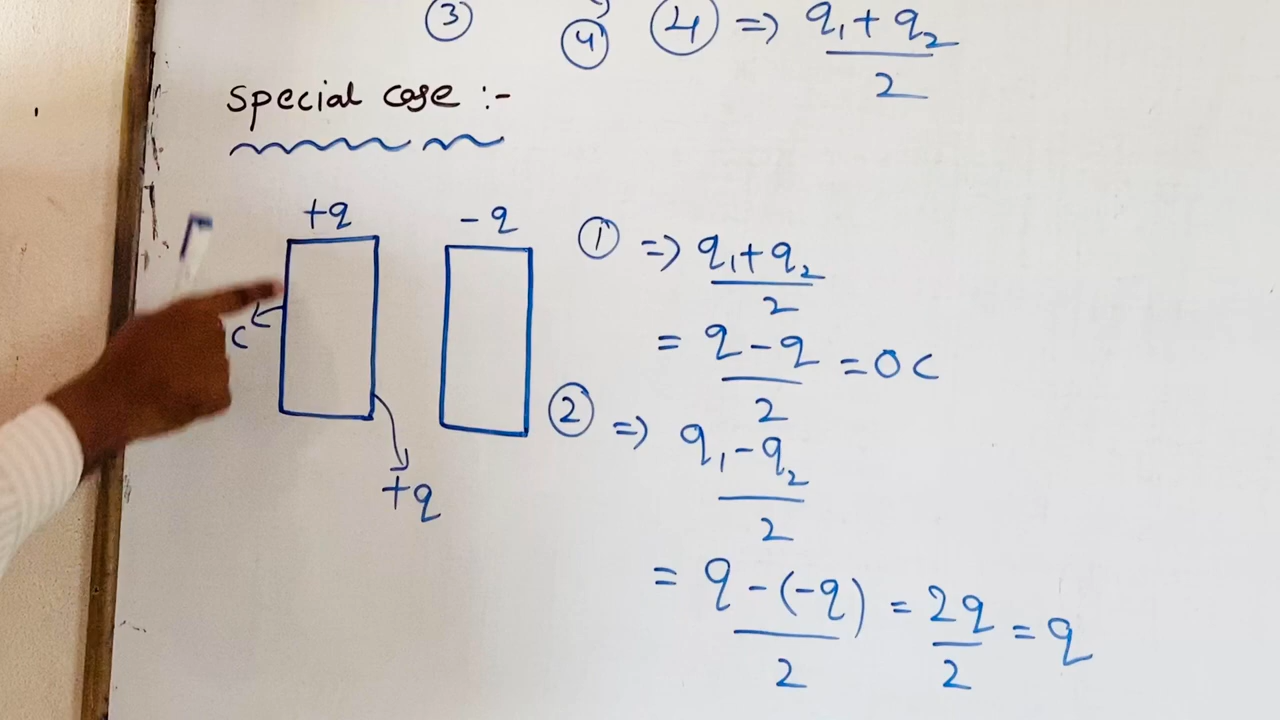 ③ ④ ④ => q₁ + q₂ / 2
Special case :-
+q - q
① => q₁ + q₂ / 2
= q - q / 2 = 0 C
C
② => q₁ - q₂ / 2
+q
= q - (-q) / 2 = 2q / 2 = q